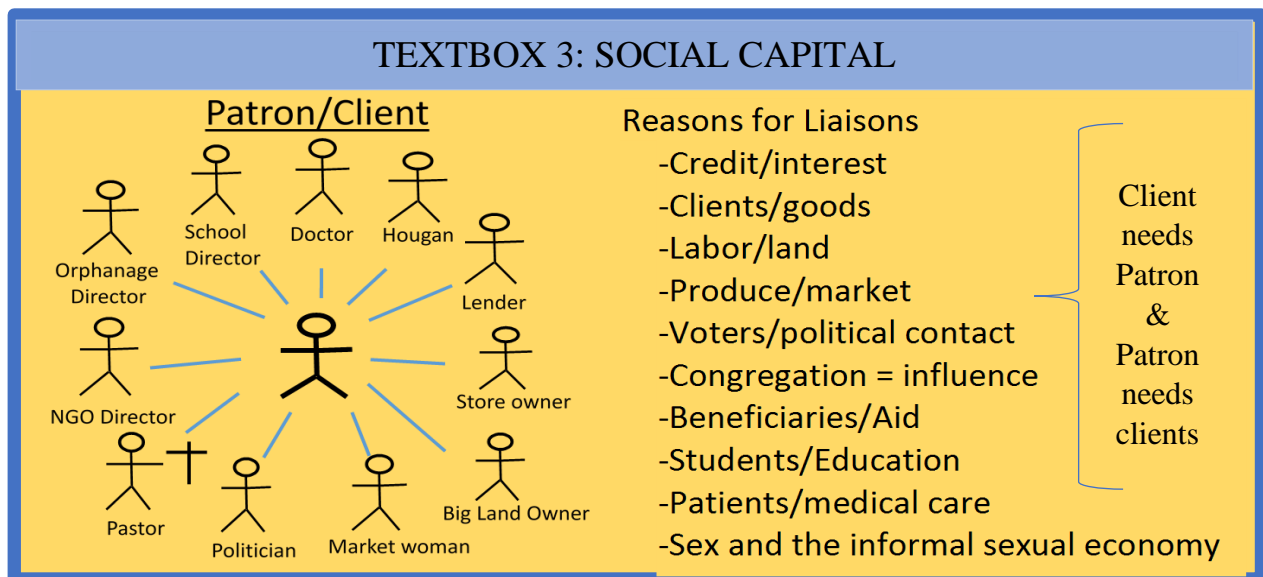 TEXTBOX 3: SOCIAL CAPITAL
Patron/Client
Orphanage
Director
School
Director
Doctor
Hougan
Lender
NGO Director
Store owner
Pastor
Politician
Market woman
Big Land Owner
Reasons for Liaisons
-Credit/interest
-Clients/goods
-Labor/land
-Produce/market
-Voters/political contact
-Congregation = influence
-Beneficiaries/Aid
-Students/Education
-Patients/medical care
-Sex and the informal sexual economy
Client
needs
Patron
&
Patron
needs
clients